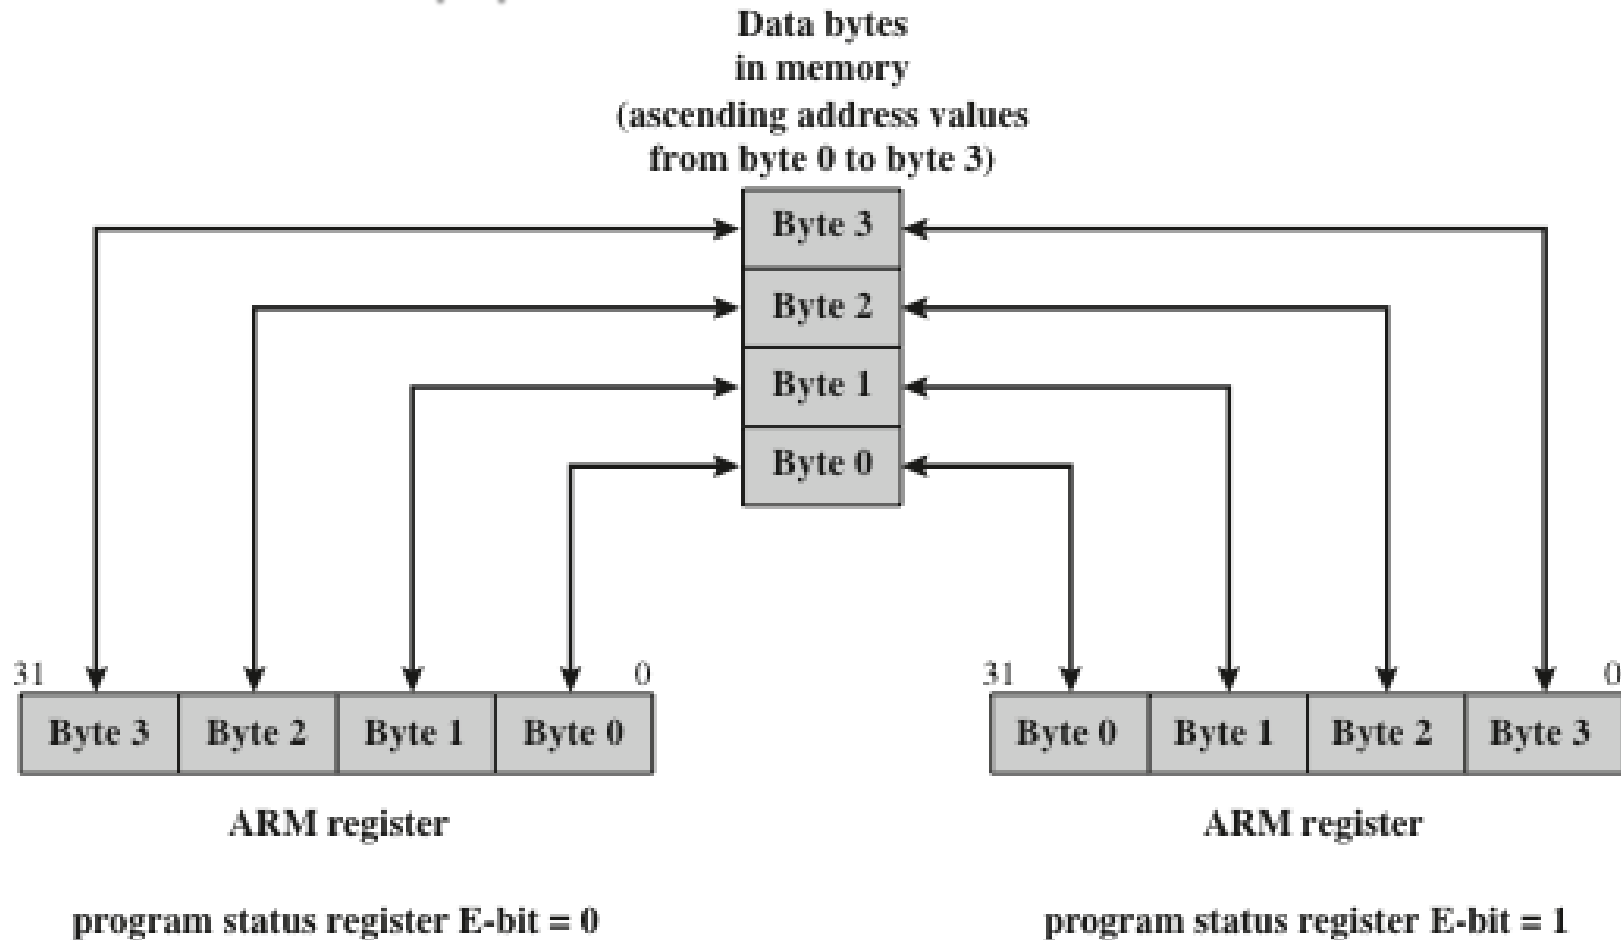 Data bytes
in memory
(ascending address values
from byte 0 to byte 3)
Byte 3
Byte 2
Byte 1
Byte 0
31 0
Byte 3 Byte 2 Byte 1 Byte 0
ARM register
program status register E-bit = 0
31 0
Byte 0 Byte 1 Byte 2 Byte 3
ARM register
program status register E-bit = 1